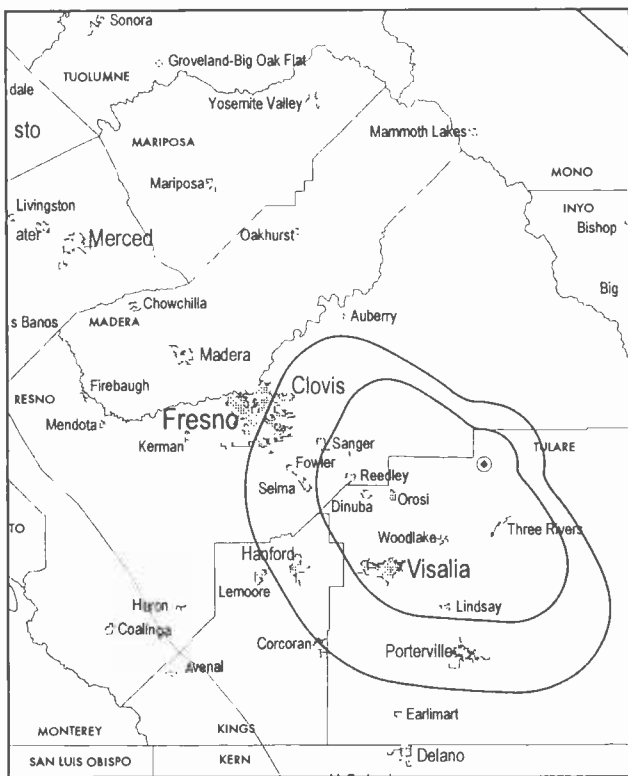 Sonora
Groveland-Big Oak Flat
TUOLUMNE
dale
Yosemite Valley
sto
MARIPOSA
Mammoth Lakes
MONO
Mariposa
Livingston
INYO
Bishop
ater
Merced
Oakhurst
Big
Chowchilla
Auberry
s Banos
MADERA
Madera
Firebaugh
Clovis
RESNO
Fresno
Mendota
Kerman
Sanger
TULARE
Fowler
Reedley
Selma
Dinuba
Orosi
TO
Three Rivers
Woodlake
Hanford
Visalia
Lemoore
Huron
Lindsay
Coalinga
Corcoran
Porterville
Avenal
Earlimart
MONTEREY
KINGS
SAN LUIS OBISPO
KERN
Delano